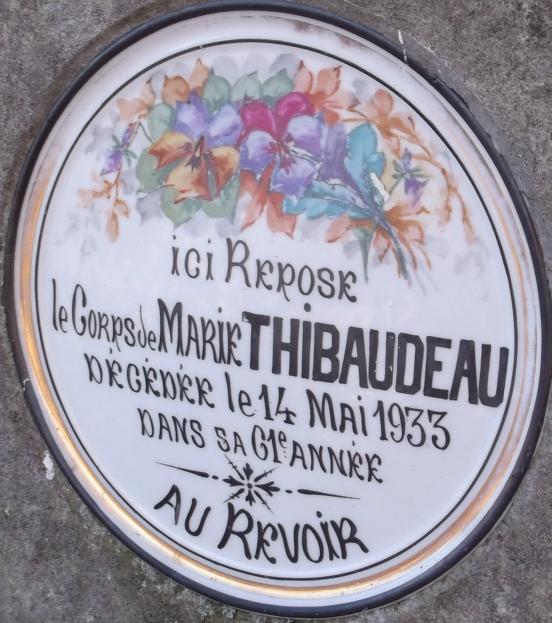 ici REPOSE
le Corps de MARIE THIBAUDEAU
DÉCÉDÉE le 14 MAI 1933
DANS SA 61e ANNÉE
AU REVOIR